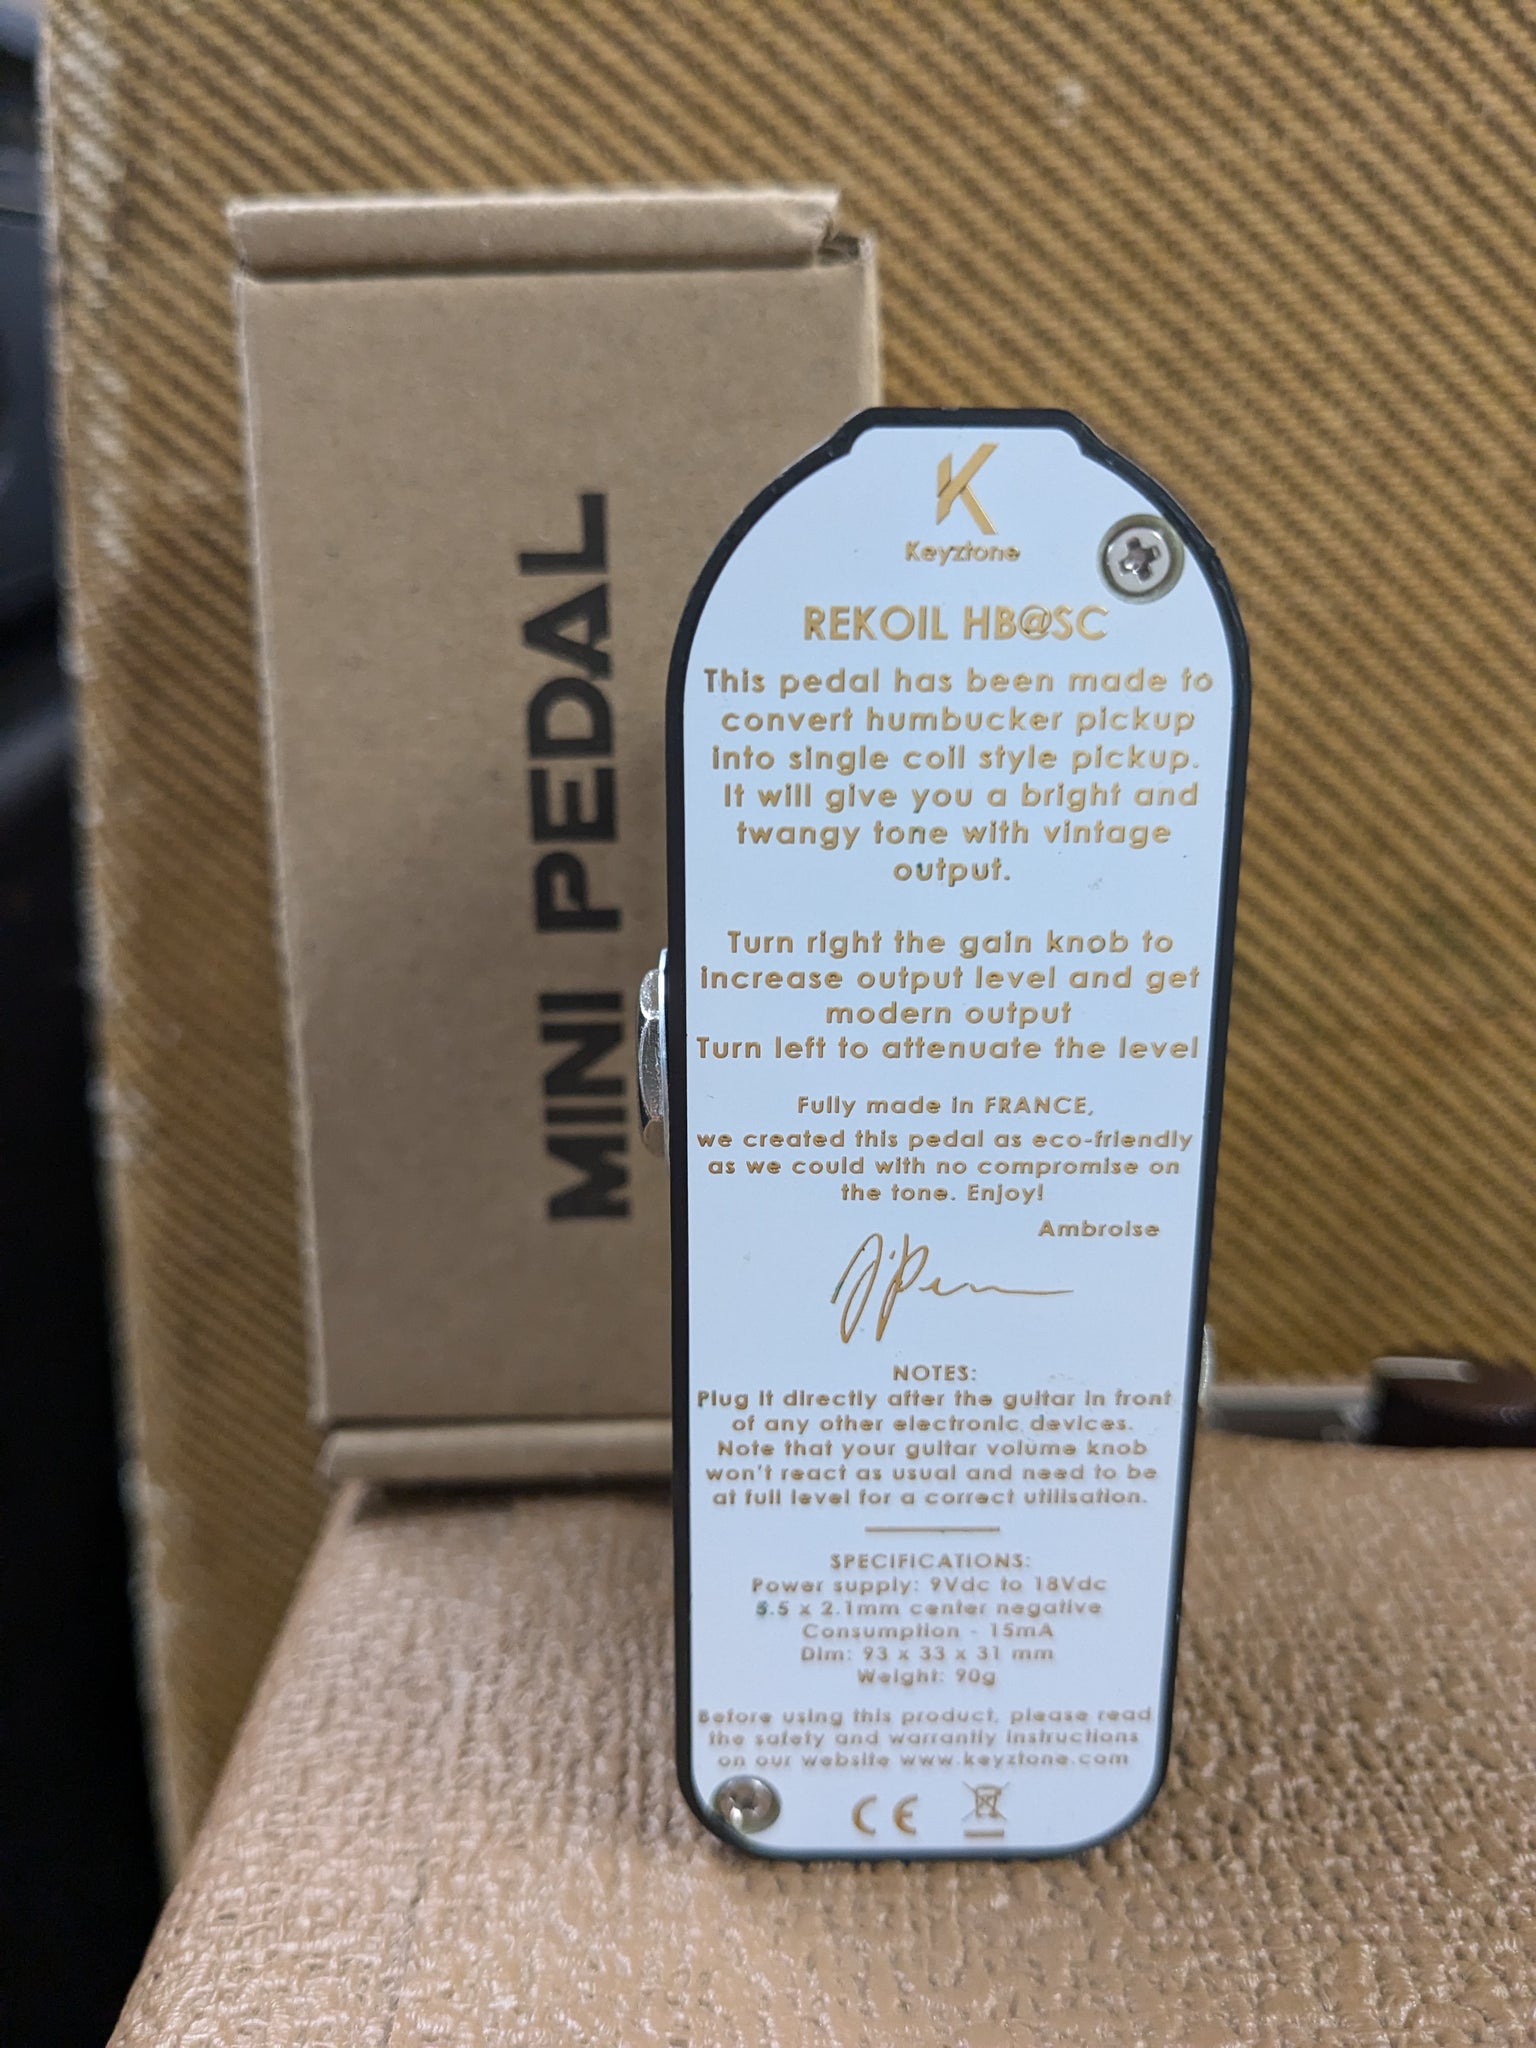 MINI PEDAL
K
Keyztone
REKOIL HB@SC
This pedal has been made to
convert humbucker pickup
into single coil style pickup.
It will give you a bright and
twangy tone with vintage
output.
Turn right the gain knob to
increase output level and get
modern output
Turn left to attenuate the level
Fully made in FRANCE,
we created this pedal as eco-friendly
as we could with no compromise on
the tone. Enjoy!
Ambroise
NOTES:
Plug it directly after the guitar in front
of any other electronic devices.
Note that your guitar volume knob
won't react as usual and need to be
at full level for a correct utilisation.
SPECIFICATIONS:
Power supply: 9Vdc to 18Vdc
5.5 x 2.1mm center negative
Consumption - 15mA
Dim: 93 x 33 x 31 mm
Weight: 90g
Before using this product, please read
the safety and warrantly instructions
on our website www.keyztone.com
CE